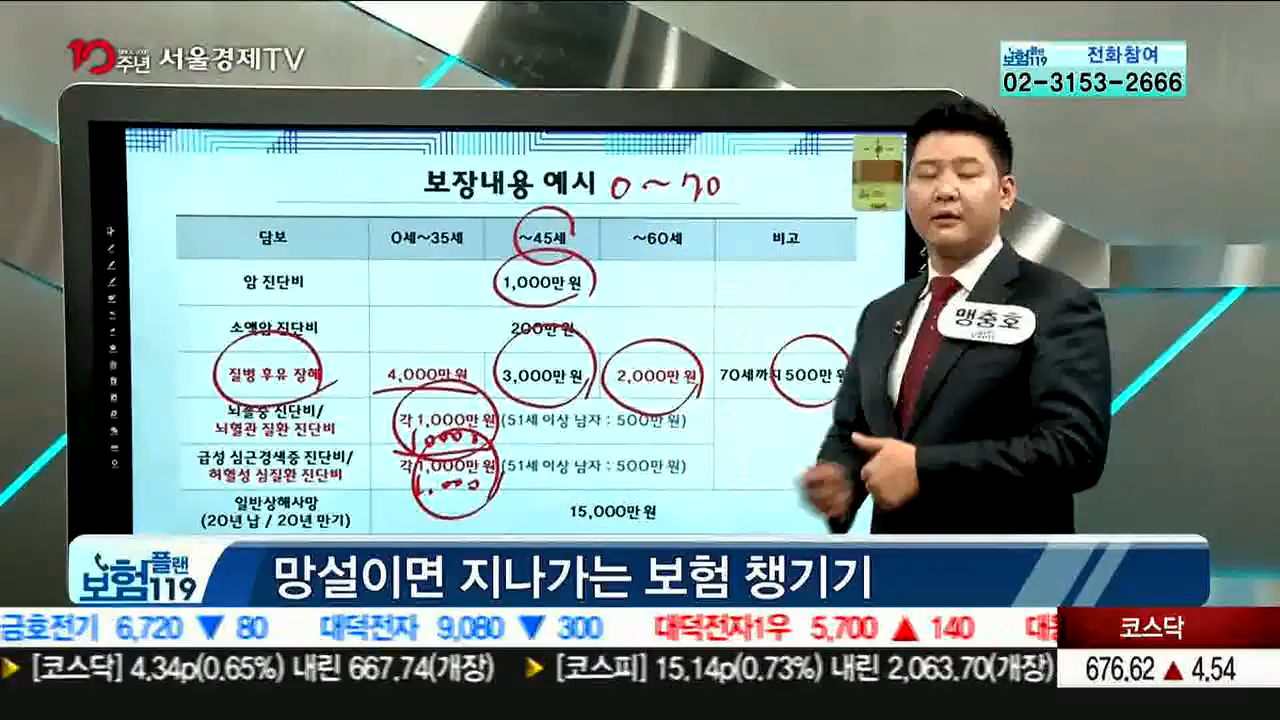 10주년 서울경제TV
보험플랜119 전화참여
02-3153-2666
보장내용 예시 0~70
담보 0세~35세 ~45세 ~60세 비고
암 진단비 1,000만 원
소액암 진단비 200만 원
질병 후유 장해 4,000만 원 3,000만 원 2,000만 원 70세까지 500만 원
뇌졸중 진단비/
뇌혈관 질환 진단비 각 1,000만 원 (51세 이상 남자 : 500만 원)
급성 심근경색증 진단비/
허혈성 심질환 진단비 각 1,000만 원 (51세 이상 남자 : 500만 원)
1,000
일반상해사망
(20년 납 / 20년 만기) 15,000만 원
맹충호
보험플랜119 망설이면 지나가는 보험 챙기기
금호전기 6,720 ▼ 80 대덕전자 9,080 ▼ 300 대덕전자1우 5,700 ▲ 140 코스닥
[코스닥] 4.34p(0.65%) 내린 667.74(개장) [코스피] 15.14p(0.73%) 내린 2,063.70(개장) 676.62 ▲ 4.54